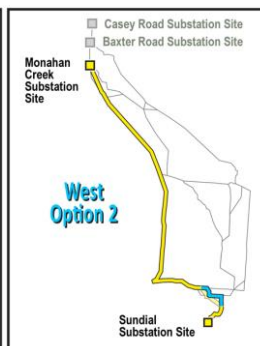 Casey Road Substation Site
Baxter Road Substation Site
Monahan
Creek
Substation
Site
West
Option 2
Sundial
Substation Site